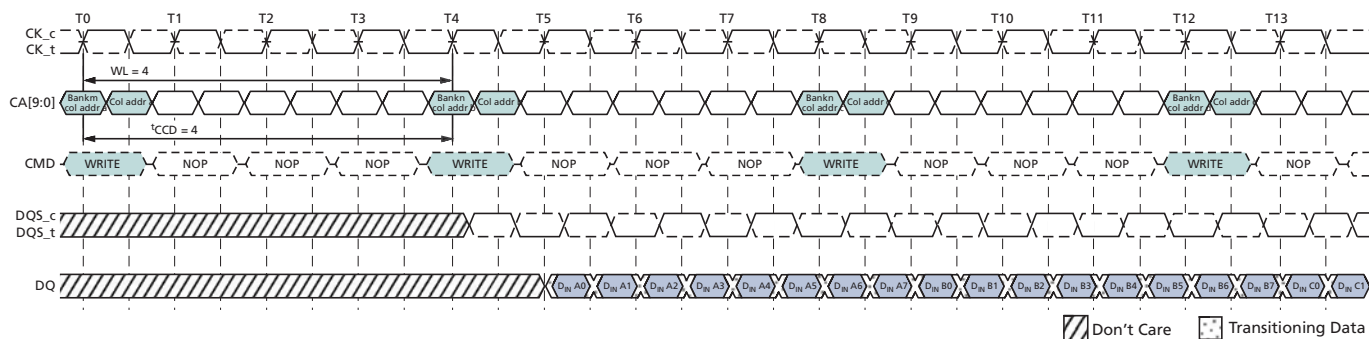 T0 T1 T2 T3 T4 T5 T6 T7 T8 T9 T10 T11 T12 T13
CK_c
CK_t
WL = 4
CA[9:0] Bankm col addr a Col addr a Bankn col addr b Col addr b Bankn col addr c Col addr Bankn col addr d Col addr
tCCD = 4
CMD WRITE NOP NOP NOP WRITE NOP NOP NOP WRITE NOP NOP NOP WRITE NOP
DQS_c
DQS_t
DQ DIN A0 DIN A1 DIN A2 DIN A3 DIN A4 DIN A5 DIN A6 DIN A7 DIN B0 DIN B1 DIN B2 DIN B3 DIN B4 DIN B5 DIN B6 DIN B7 DIN C0 DIN C1
Don't Care Transitioning Data